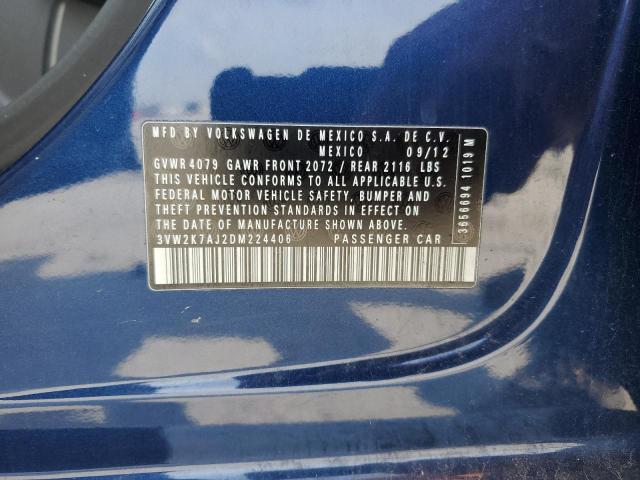 MFD BY VOLKSWAGEN DE MEXICO S.A. DE C.V.
MEXICO 09/12
GVWR 4079 GAWR FRONT 2072 / REAR 2116 LBS
THIS VEHICLE CONFORMS TO ALL APPLICABLE U.S.
FEDERAL MOTOR VEHICLE SAFETY, BUMPER AND
THEFT PREVENTION STANDARDS IN EFFECT ON
THE DATE OF MANUFACTURE SHOWN ABOVE.
3VW2K7AJ2DM224406 PASSENGER CAR
3656694 1019 M